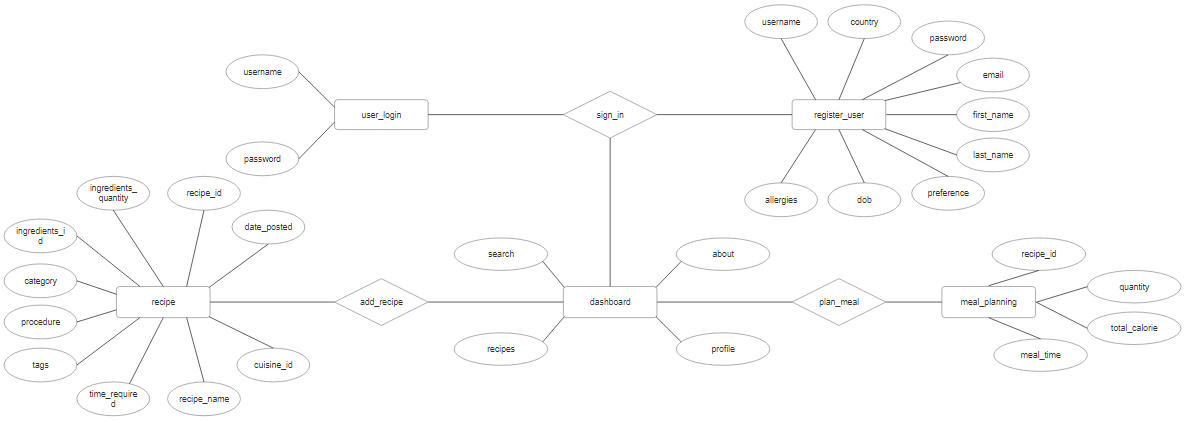 username
country
password
email
first_name
last_name
preference
dob
allergies
register_user
sign_in
user_login
username
password
ingredients_
quantity
recipe_id
date_posted
ingredients_i
d
category
procedure
tags
time_require
d
recipe_name
cuisine_id
recipe
add_recipe
search
about
dashboard
recipes
profile
plan_meal
meal_planning
recipe_id
quantity
total_calorie
meal_time